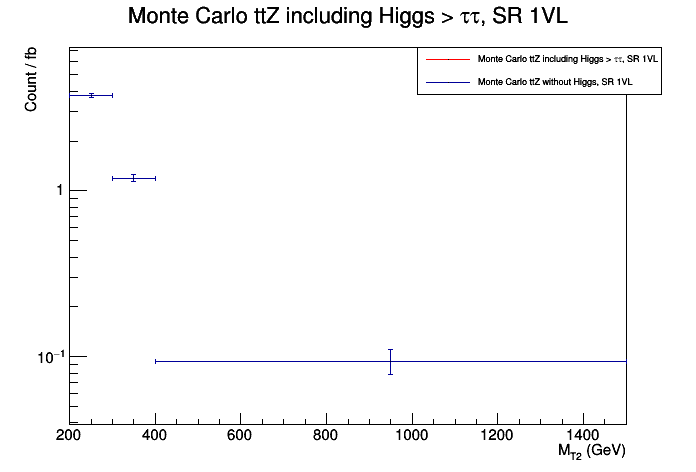 Monte Carlo ttZ including Higgs > ττ, SR 1VL
Count / fb
Monte Carlo ttZ including Higgs > ττ, SR 1VL
Monte Carlo ttZ without Higgs, SR 1VL
1
10⁻¹
200 400 600 800 1000 1200 1400
M_T2 (GeV)